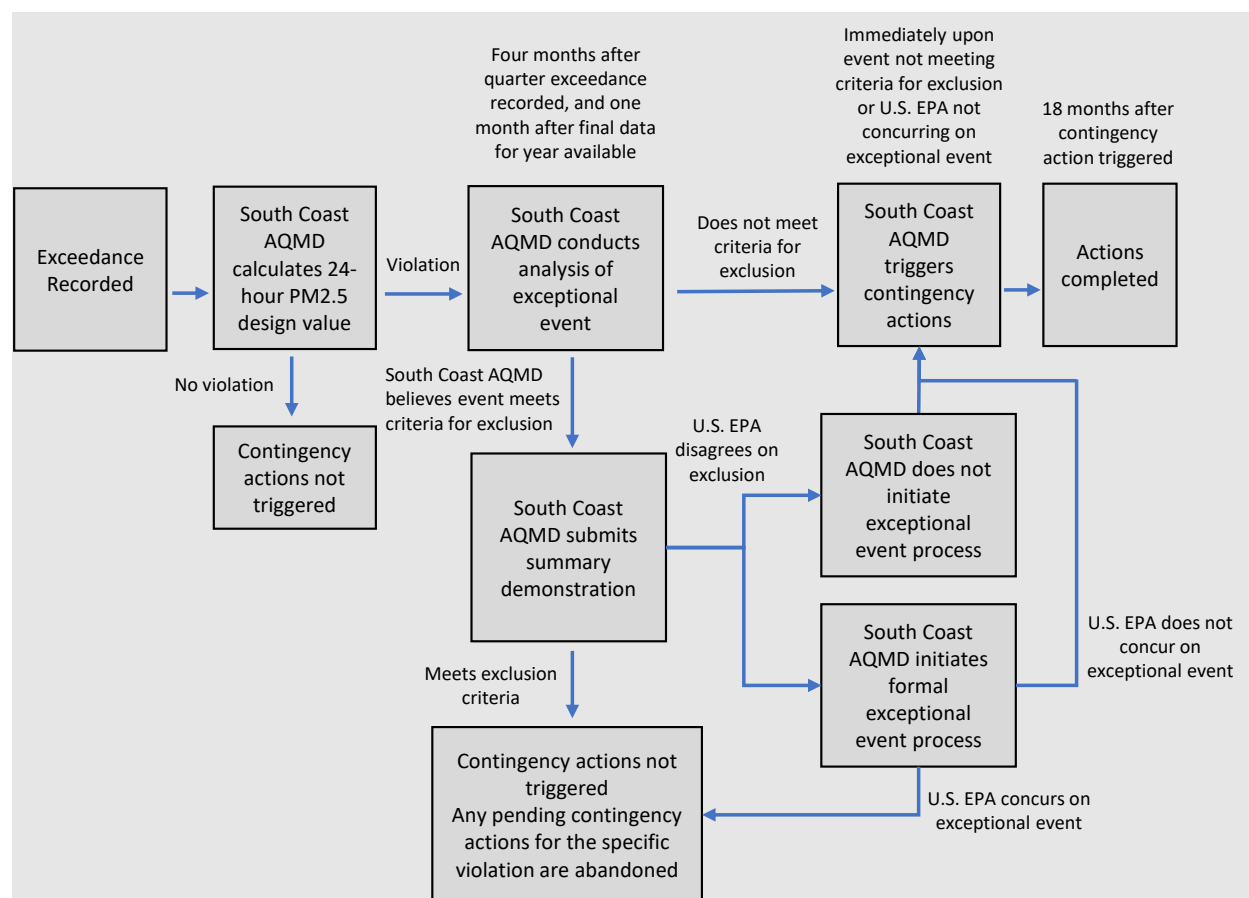 Four months after
quarter exceedance
recorded, and one
month after final data
for year available
Immediately upon
event not meeting
criteria for exclusion
or U.S. EPA not
concurring on
exceptional event
18 months after
contingency
action triggered
Exceedance
Recorded
South Coast
AQMD
calculates 24-
hour PM2.5
design value
Violation
South Coast
AQMD conducts
analysis of
exceptional
event
Does not meet
criteria for
exclusion
South Coast
AQMD
triggers
contingency
actions
Actions
completed
No violation
Contingency
actions not
triggered
South Coast AQMD
believes event meets
criteria for exclusion
South Coast
AQMD submits
summary
demonstration
U.S. EPA
disagrees on
exclusion
South Coast
AQMD does not
initiate
exceptional
event process
South Coast
AQMD initiates
formal
exceptional
event process
U.S. EPA does not
concur on
exceptional event
Meets exclusion
criteria
Contingency actions not
triggered
Any pending contingency
actions for the specific
violation are abandoned
U.S. EPA concurs on
exceptional event